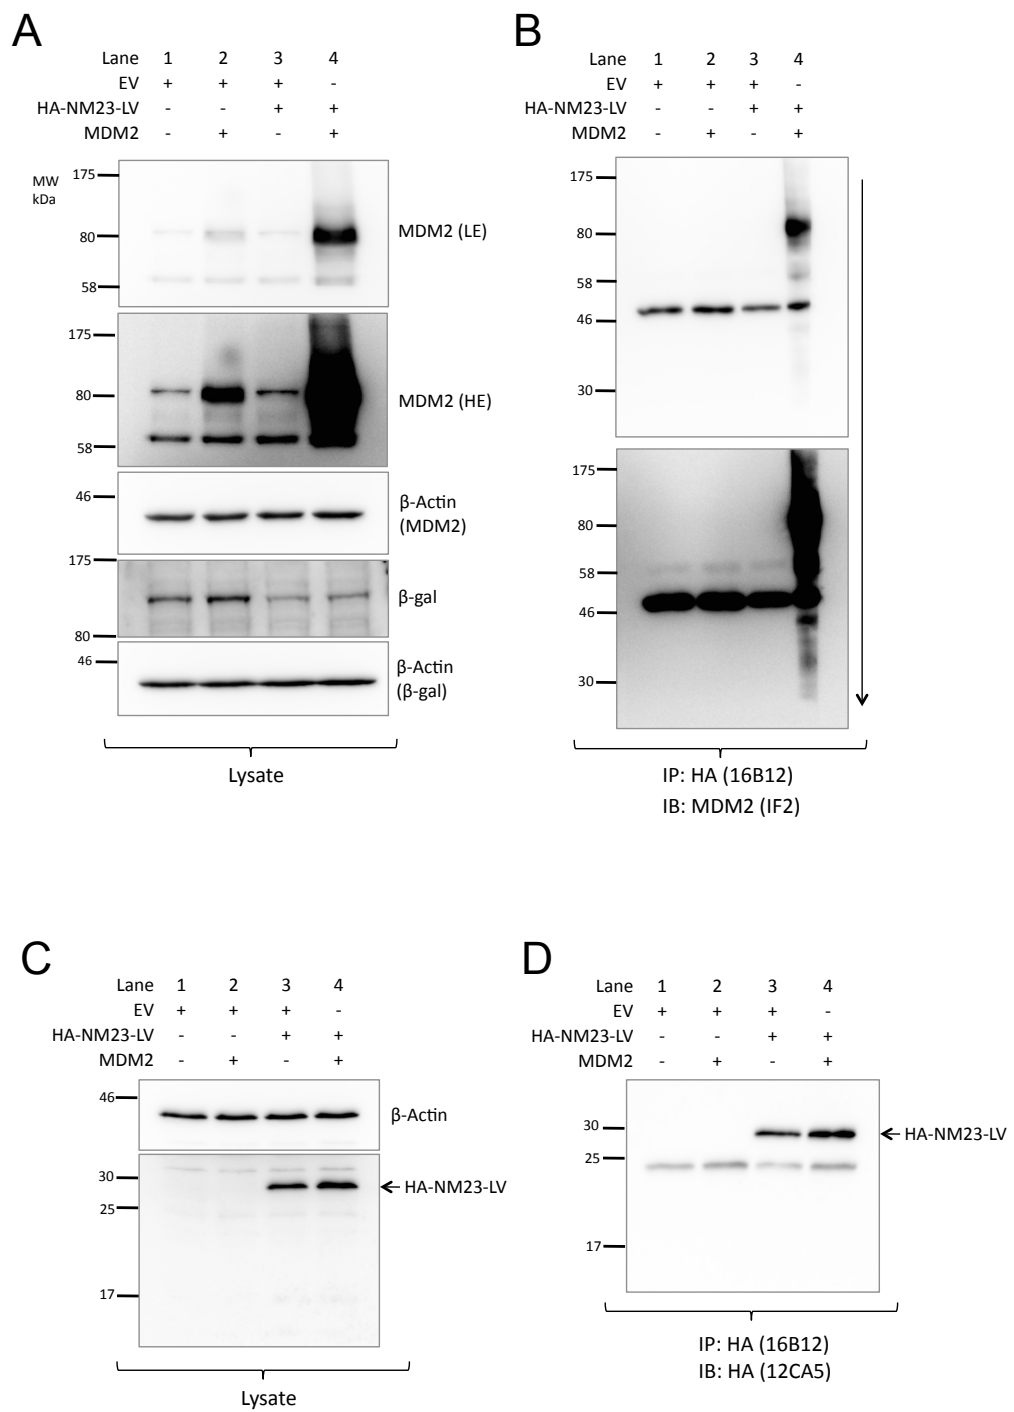 A
Lane 1 2 3 4
EV + + + -
HA-NM23-LV - - + +
MDM2 - + - +
MW
kDa
175
80
58
MDM2 (LE)
175
80
58
MDM2 (HE)
46
β-Actin
(MDM2)
175
80
β-gal
46
β-Actin
(β-gal)
Lysate
B
Lane 1 2 3 4
EV + + + -
HA-NM23-LV - - + +
MDM2 - + - +
175
80
58
46
30
175
80
58
46
30
IP: HA (16B12)
IB: MDM2 (IF2)
C
Lane 1 2 3 4
EV + + + -
HA-NM23-LV - - + +
MDM2 - + - +
46
β-Actin
30
25
17
HA-NM23-LV
Lysate
D
Lane 1 2 3 4
EV + + + -
HA-NM23-LV - - + +
MDM2 - + - +
30
25
17
HA-NM23-LV
IP: HA (16B12)
IB: HA (12CA5)